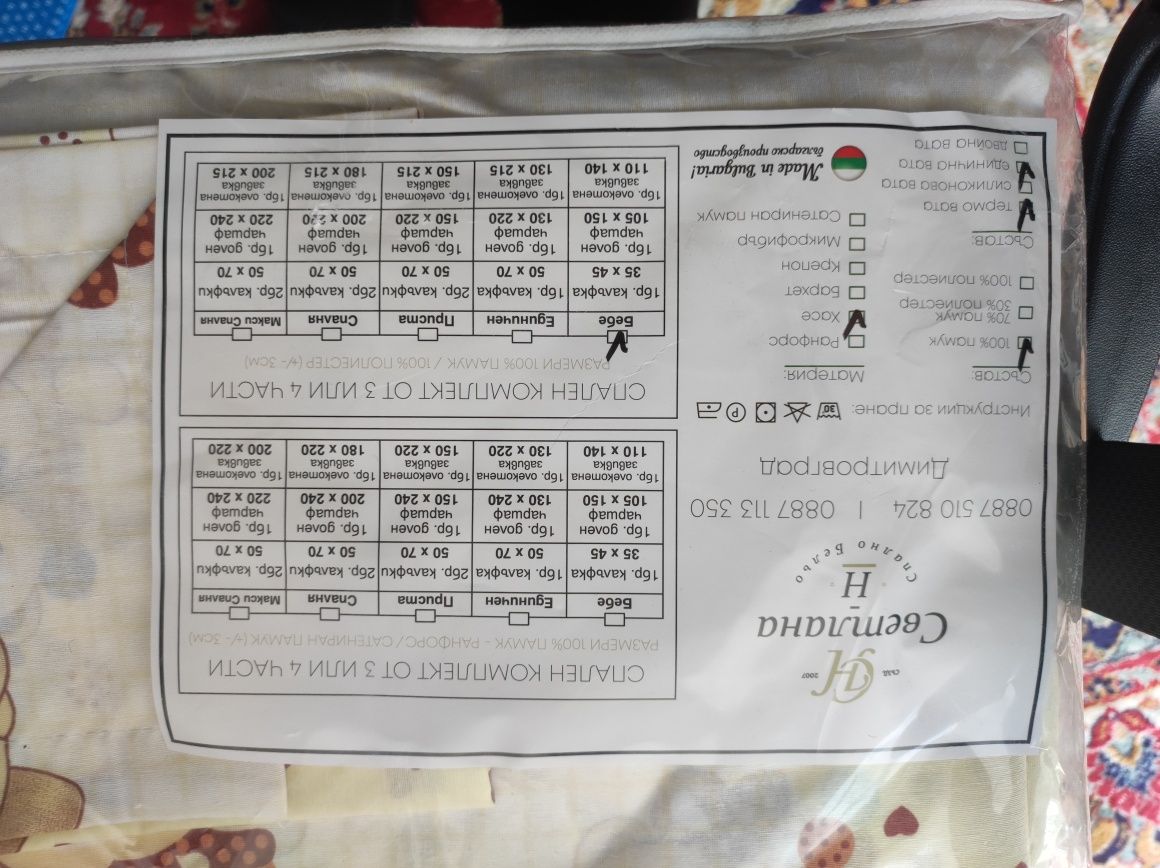 създ. 2007
Светлана
Н
Спално Бельо
0887 510 824 | 0887 113 350
Димитровград
Инструкции за пране: 30 P
Състав:
100% памук
70% памук
30% полиестер
100% полиестер
Състав:
термо вата
силиконова вата
единична вата
двойна вата
Материя:
Ранфорс
Хасе
Бархет
Крепон
Микрофибър
Сатениран памук
Made in Bulgaria!
българско производство
СПАЛЕН КОМПЛЕКТ ОТ 3 ИЛИ 4 ЧАСТИ
РАЗМЕРИ 100% ПАМУК - РАНФОРС / САТЕНИРАН ПАМУК (+/- 3см)
Бебе Единичен Приста Спалня Макси Спалня
1бр. калъфка 1бр. калъфка 2бр. калъфки 2бр. калъфки 2бр. калъфки
35 x 45 50 x 70 50 x 70 50 x 70 50 x 70
1бр. долен 1бр. долен 1бр. долен 1бр. долен 1бр. долен
чаршаф чаршаф чаршаф чаршаф чаршаф
105 x 150 130 x 240 150 x 240 200 x 240 220 x 240
1бр. олекотена 1бр. олекотена 1бр. олекотена 1бр. олекотена 1бр. олекотена
завивка завивка завивка завивка завивка
110 x 140 130 x 220 150 x 220 180 x 220 200 x 220
СПАЛЕН КОМПЛЕКТ ОТ 3 ИЛИ 4 ЧАСТИ
РАЗМЕРИ 100% ПАМУК / 100% ПОЛИЕСТЕР (+/- 3см)
Бебе Единичен Приста Спалня Макси Спалня
1бр. калъфка 1бр. калъфка 2бр. калъфки 2бр. калъфки 2бр. калъфки
35 x 45 50 x 70 50 x 70 50 x 70 50 x 70
1бр. долен 1бр. долен 1бр. долен 1бр. долен 1бр. долен
чаршаф чаршаф чаршаф чаршаф чаршаф
105 x 150 130 x 220 150 x 220 200 x 220 220 x 240
1бр. олекотена 1бр. олекотена 1бр. олекотена 1бр. олекотена 1бр. олекотена
завивка завивка завивка завивка завивка
110 x 140 130 x 215 150 x 215 180 x 215 200 x 215